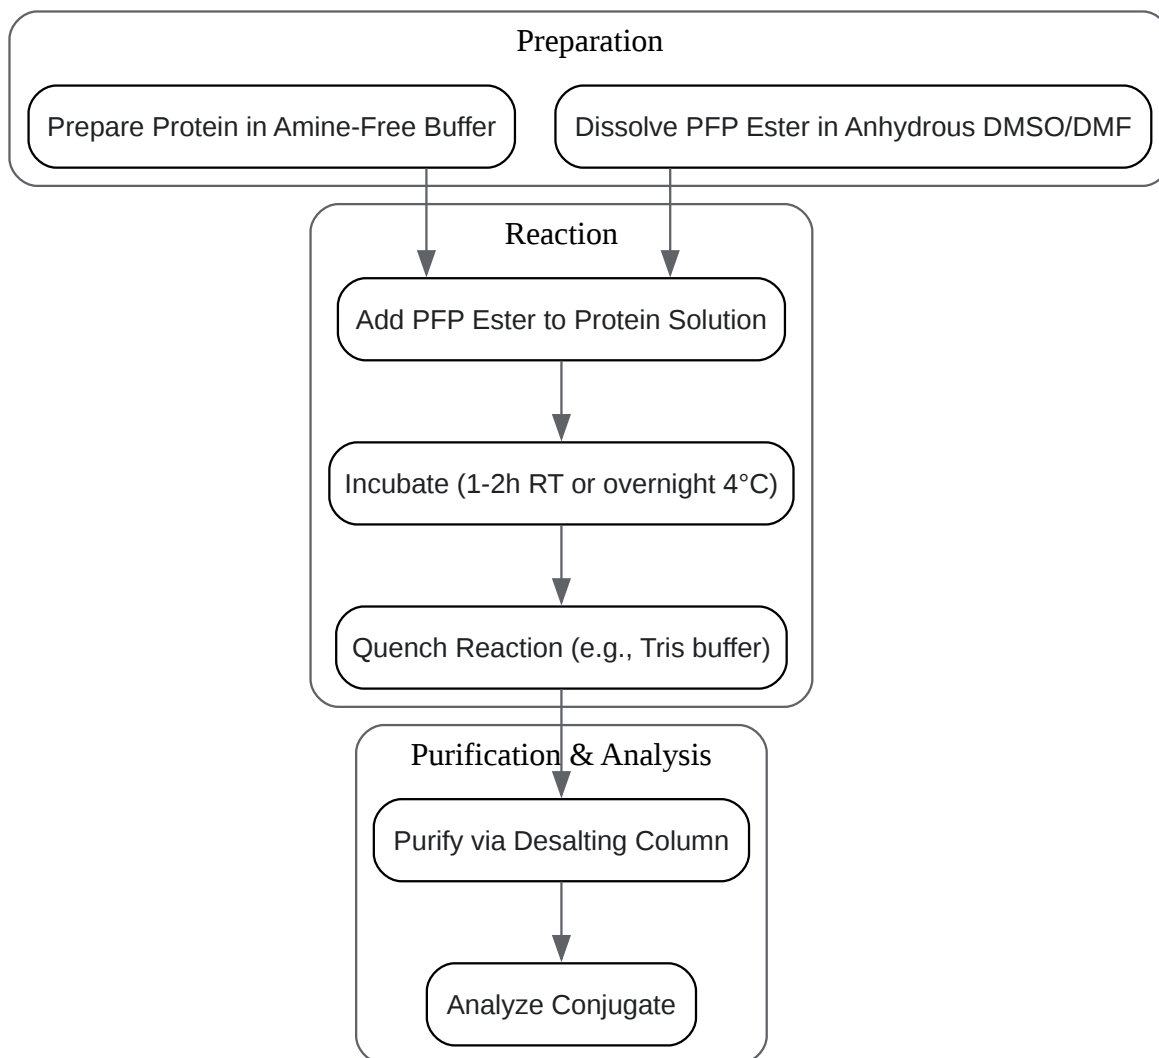 Preparation
Prepare Protein in Amine-Free Buffer
Dissolve PFP Ester in Anhydrous DMSO/DMF
Reaction
Add PFP Ester to Protein Solution
Incubate (1-2h RT or overnight 4°C)
Quench Reaction (e.g., Tris buffer)
Purification & Analysis
Purify via Desalting Column
Analyze Conjugate